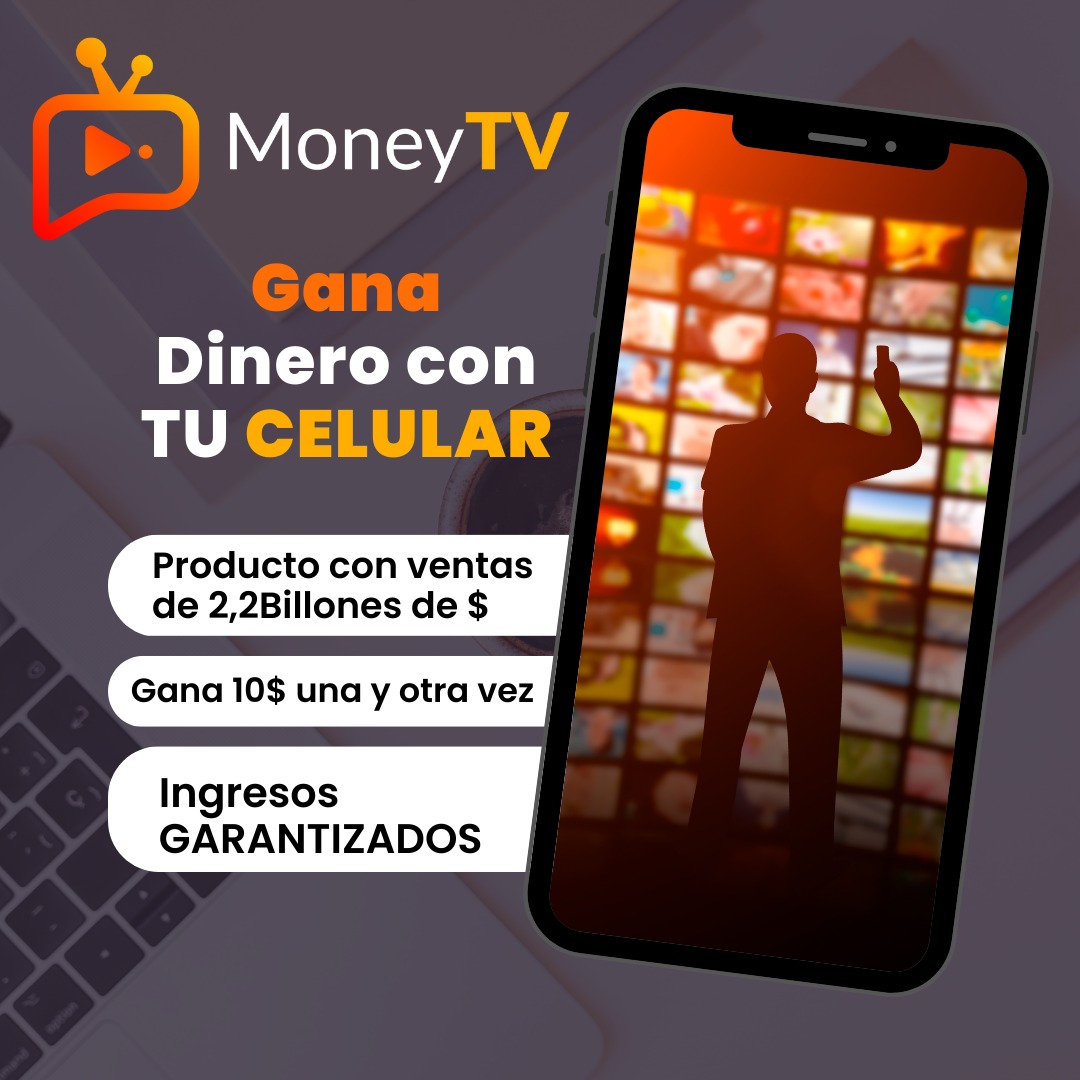 MoneyTV
Gana
Dinero con
TU CELULAR
Producto con ventas
de 2,2Billones de $
Gana 10$ una y otra vez
Ingresos
GARANTIZADOS